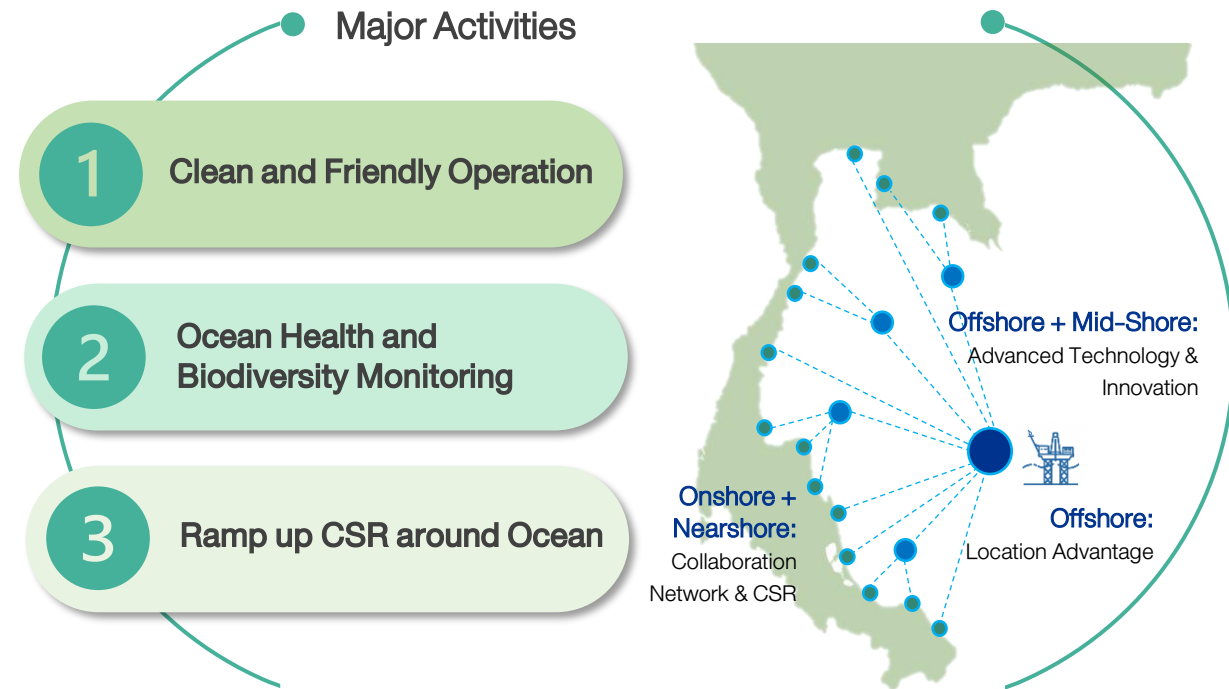 Major Activities
1
Clean and Friendly Operation
2
Ocean Health and
Biodiversity Monitoring
3
Ramp up CSR around Ocean
Offshore + Mid-Shore:
Advanced Technology &
Innovation
Onshore +
Nearshore:
Collaboration
Network & CSR
Offshore:
Location Advantage